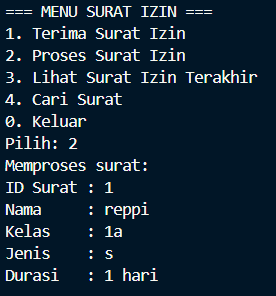 === MENU SURAT IZIN ===
1. Terima Surat Izin
2. Proses Surat Izin
3. Lihat Surat Izin Terakhir
4. Cari Surat
0. Keluar
Pilih: 2
Memproses surat:
ID Surat : 1
Nama     : reppi
Kelas    : 1a
Jenis    : s
Durasi   : 1 hari